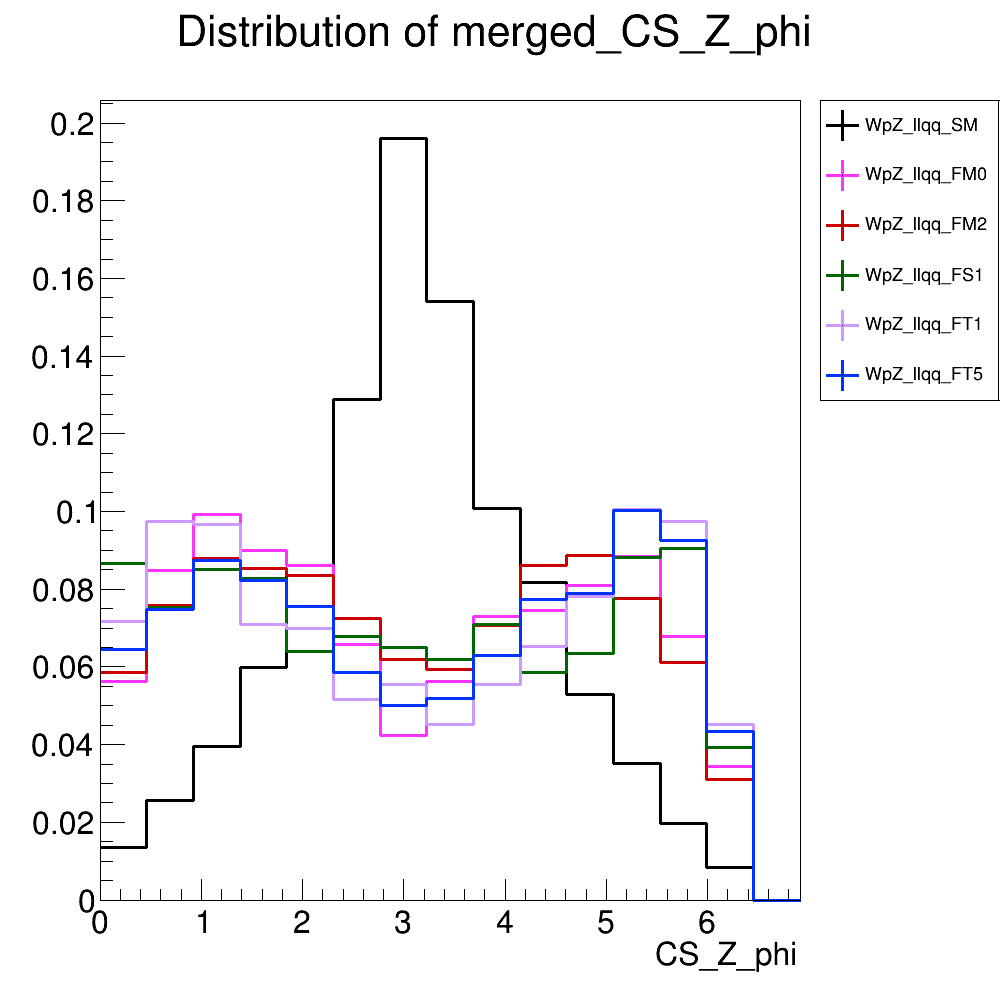 Distribution of merged_CS_Z_phi
0.2
0.18
0.16
0.14
0.12
0.1
0.08
0.06
0.04
0.02
0
0 1 2 3 4 5 6
CS_Z_phi
WpZ_llqq_SM
WpZ_llqq_FM0
WpZ_llqq_FM2
WpZ_llqq_FS1
WpZ_llqq_FT1
WpZ_llqq_FT5